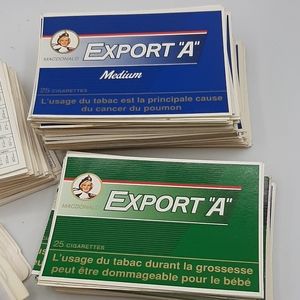 MACDONALD
EXPORT "A"
Medium
25 CIGARETTES
L'usage du tabac est la principale cause
du cancer du poumon
MACDONALD
EXPORT "A"
25 CIGARETTES
L'usage du tabac durant la grossesse
peut être dommageable pour le bébé